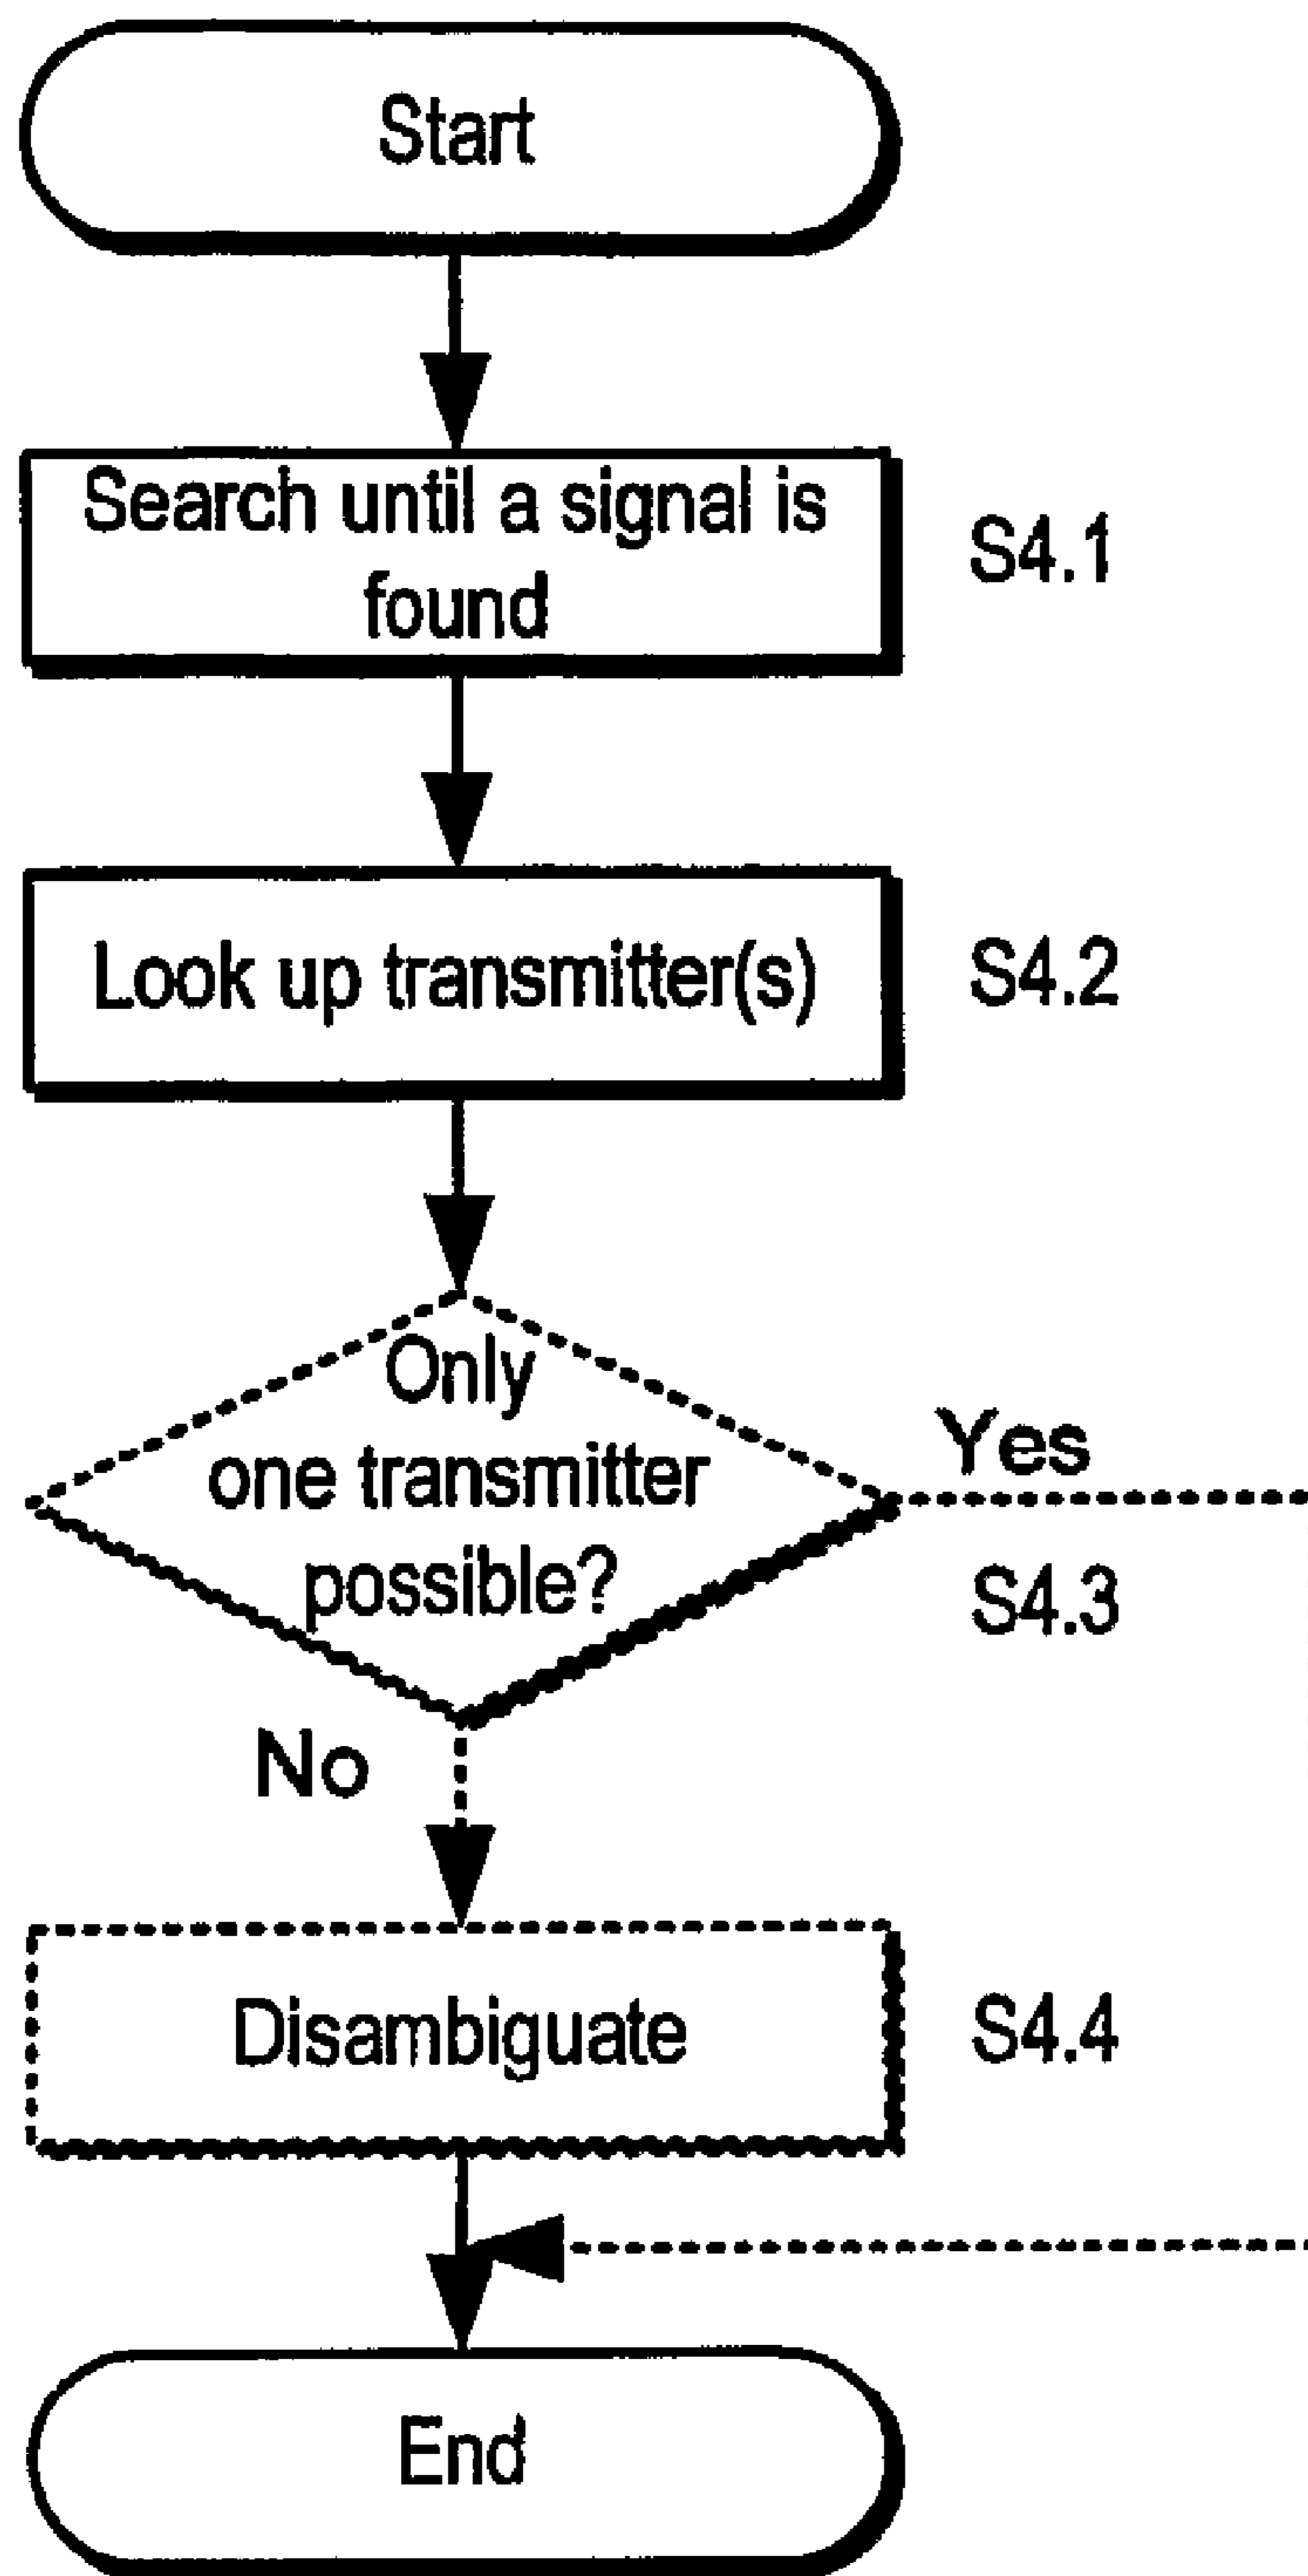 Start
Search until a signal is
found
S4.1
Look up transmitter(s)
S4.2
Only
one transmitter
possible?
Yes
S4.3
No
Disambiguate
S4.4
End